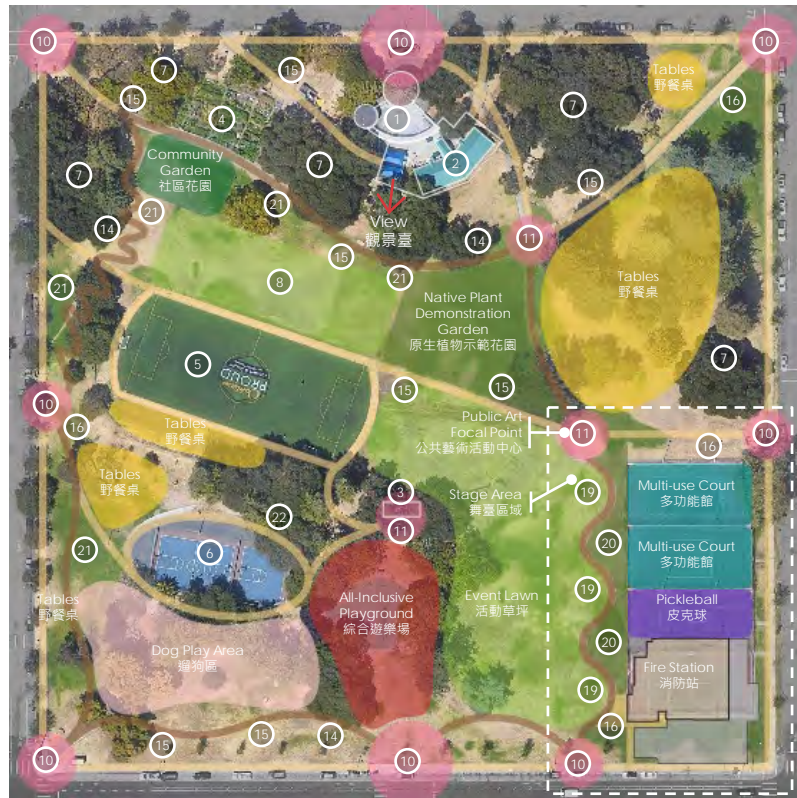 10
10
10
7
15
Tables
野餐桌
15
16
4
1
7
Community
Garden
社區花園
7
7
2
15
View
觀景臺
14
21
21
14
11
15
21
8
21
Tables
野餐桌
Native Plant
Demonstration
Garden
原生植物示範花園
5
7
15
15
10
16
Tables
野餐桌
Public Art
Focal Point
公共藝術活動中心
11
10
16
Tables
野餐桌
3
Stage Area
舞臺區域
19
Multi-use Court
多功能館
22
11
20
Multi-use Court
多功能館
21
6
Tables
野餐桌
All-Inclusive
Playground
綜合遊樂場
Event Lawn
活動草坪
19
Pickleball
皮克球
Dog Play Area
遛狗區
20
Fire Station
消防站
19
16
15
15
14
10
10
10